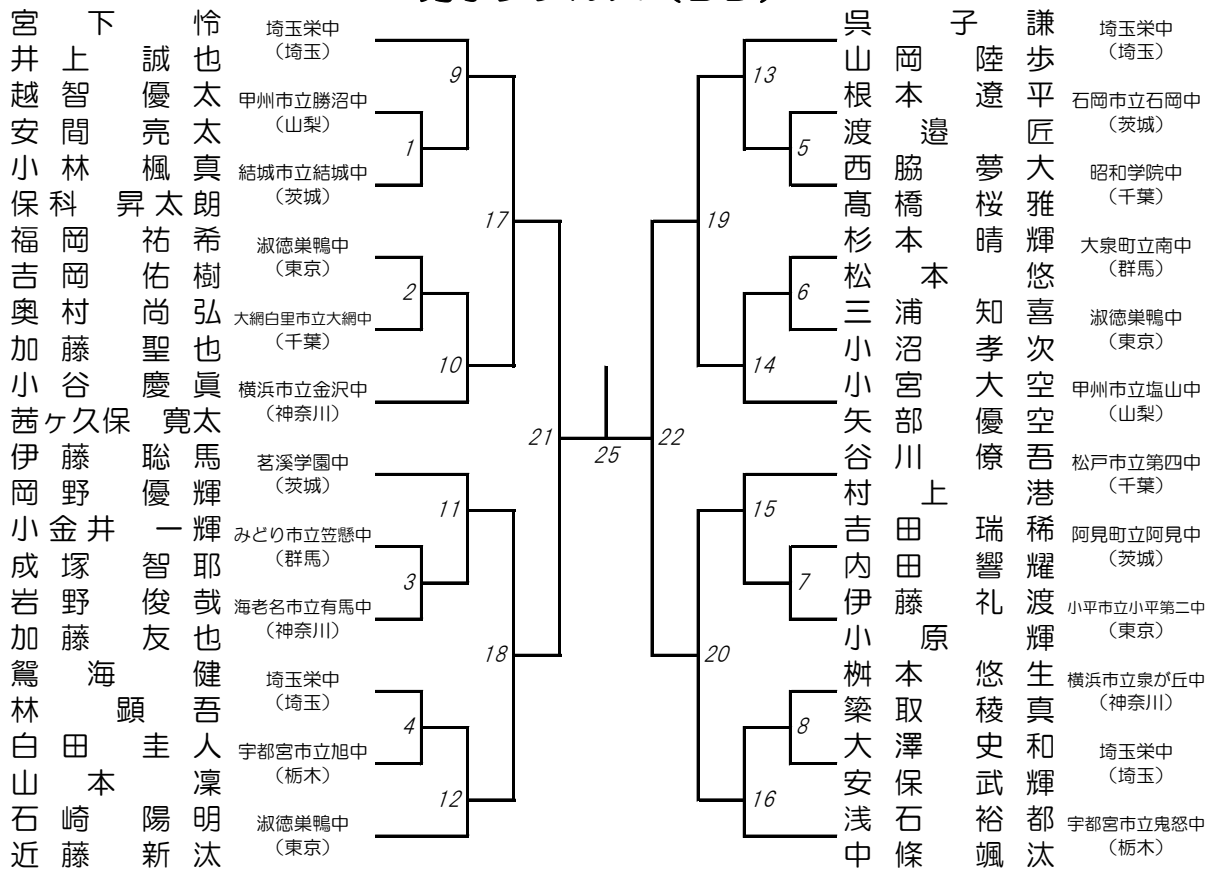 宮下 怜 埼玉栄中
井上 誠也 (埼玉)
越智 優太 甲州市立勝沼中
安間 亮太 (山梨)
小林 楓真 結城市立結城中
保科 昇太朗 (茨城)
福岡 祐希 淑徳巣鴨中
吉岡 佑樹 (東京)
奥村 尚弘 大網白里市立大網中
加藤 聖也 (千葉)
小谷 慶眞 横浜市立金沢中
茜ヶ久保 寛太 (神奈川)
伊藤 聡馬 茗溪学園中
岡野 優輝 (茨城)
小金井 一輝 みどり市立笠懸中
成塚 智耶 (群馬)
岩野 俊哉 海老名市立有馬中
加藤 友也 (神奈川)
鴛海 健 埼玉栄中
林 顕吾 (埼玉)
白田 圭人 宇都宮市立旭中
山本 凜 (栃木)
石崎 陽明 淑徳巣鴨中
近藤 新汰 (東京)
9
1
17
2
10
21
11
3
18
4
12
25
13
5
19
6
14
22
15
7
20
8
16
呉 子謙 埼玉栄中
山岡 陸歩 (埼玉)
根本 遼平 石岡市立石岡中
渡邉 匠 (茨城)
西脇 夢大 昭和学院中
髙橋 桜雅 (千葉)
杉本 晴輝 大泉町立南中
松本 悠 (群馬)
三浦 知喜 淑徳巣鴨中
小沼 孝次 (東京)
小宮 大空 甲州市立塩山中
矢部 優空 (山梨)
谷川 僚吾 松戸市立第四中
村上 港 (千葉)
吉田 瑞稀 阿見町立阿見中
内田 響耀 (茨城)
伊藤 礼渡 小平市立小平第二中
小原 輝 (東京)
桝本 悠生 横浜市立泉が丘中
簗取 稜真 (神奈川)
大澤 史和 埼玉栄中
安保 武輝 (埼玉)
浅石 裕都 宇都宮市立鬼怒中
中條 颯汰 (栃木)